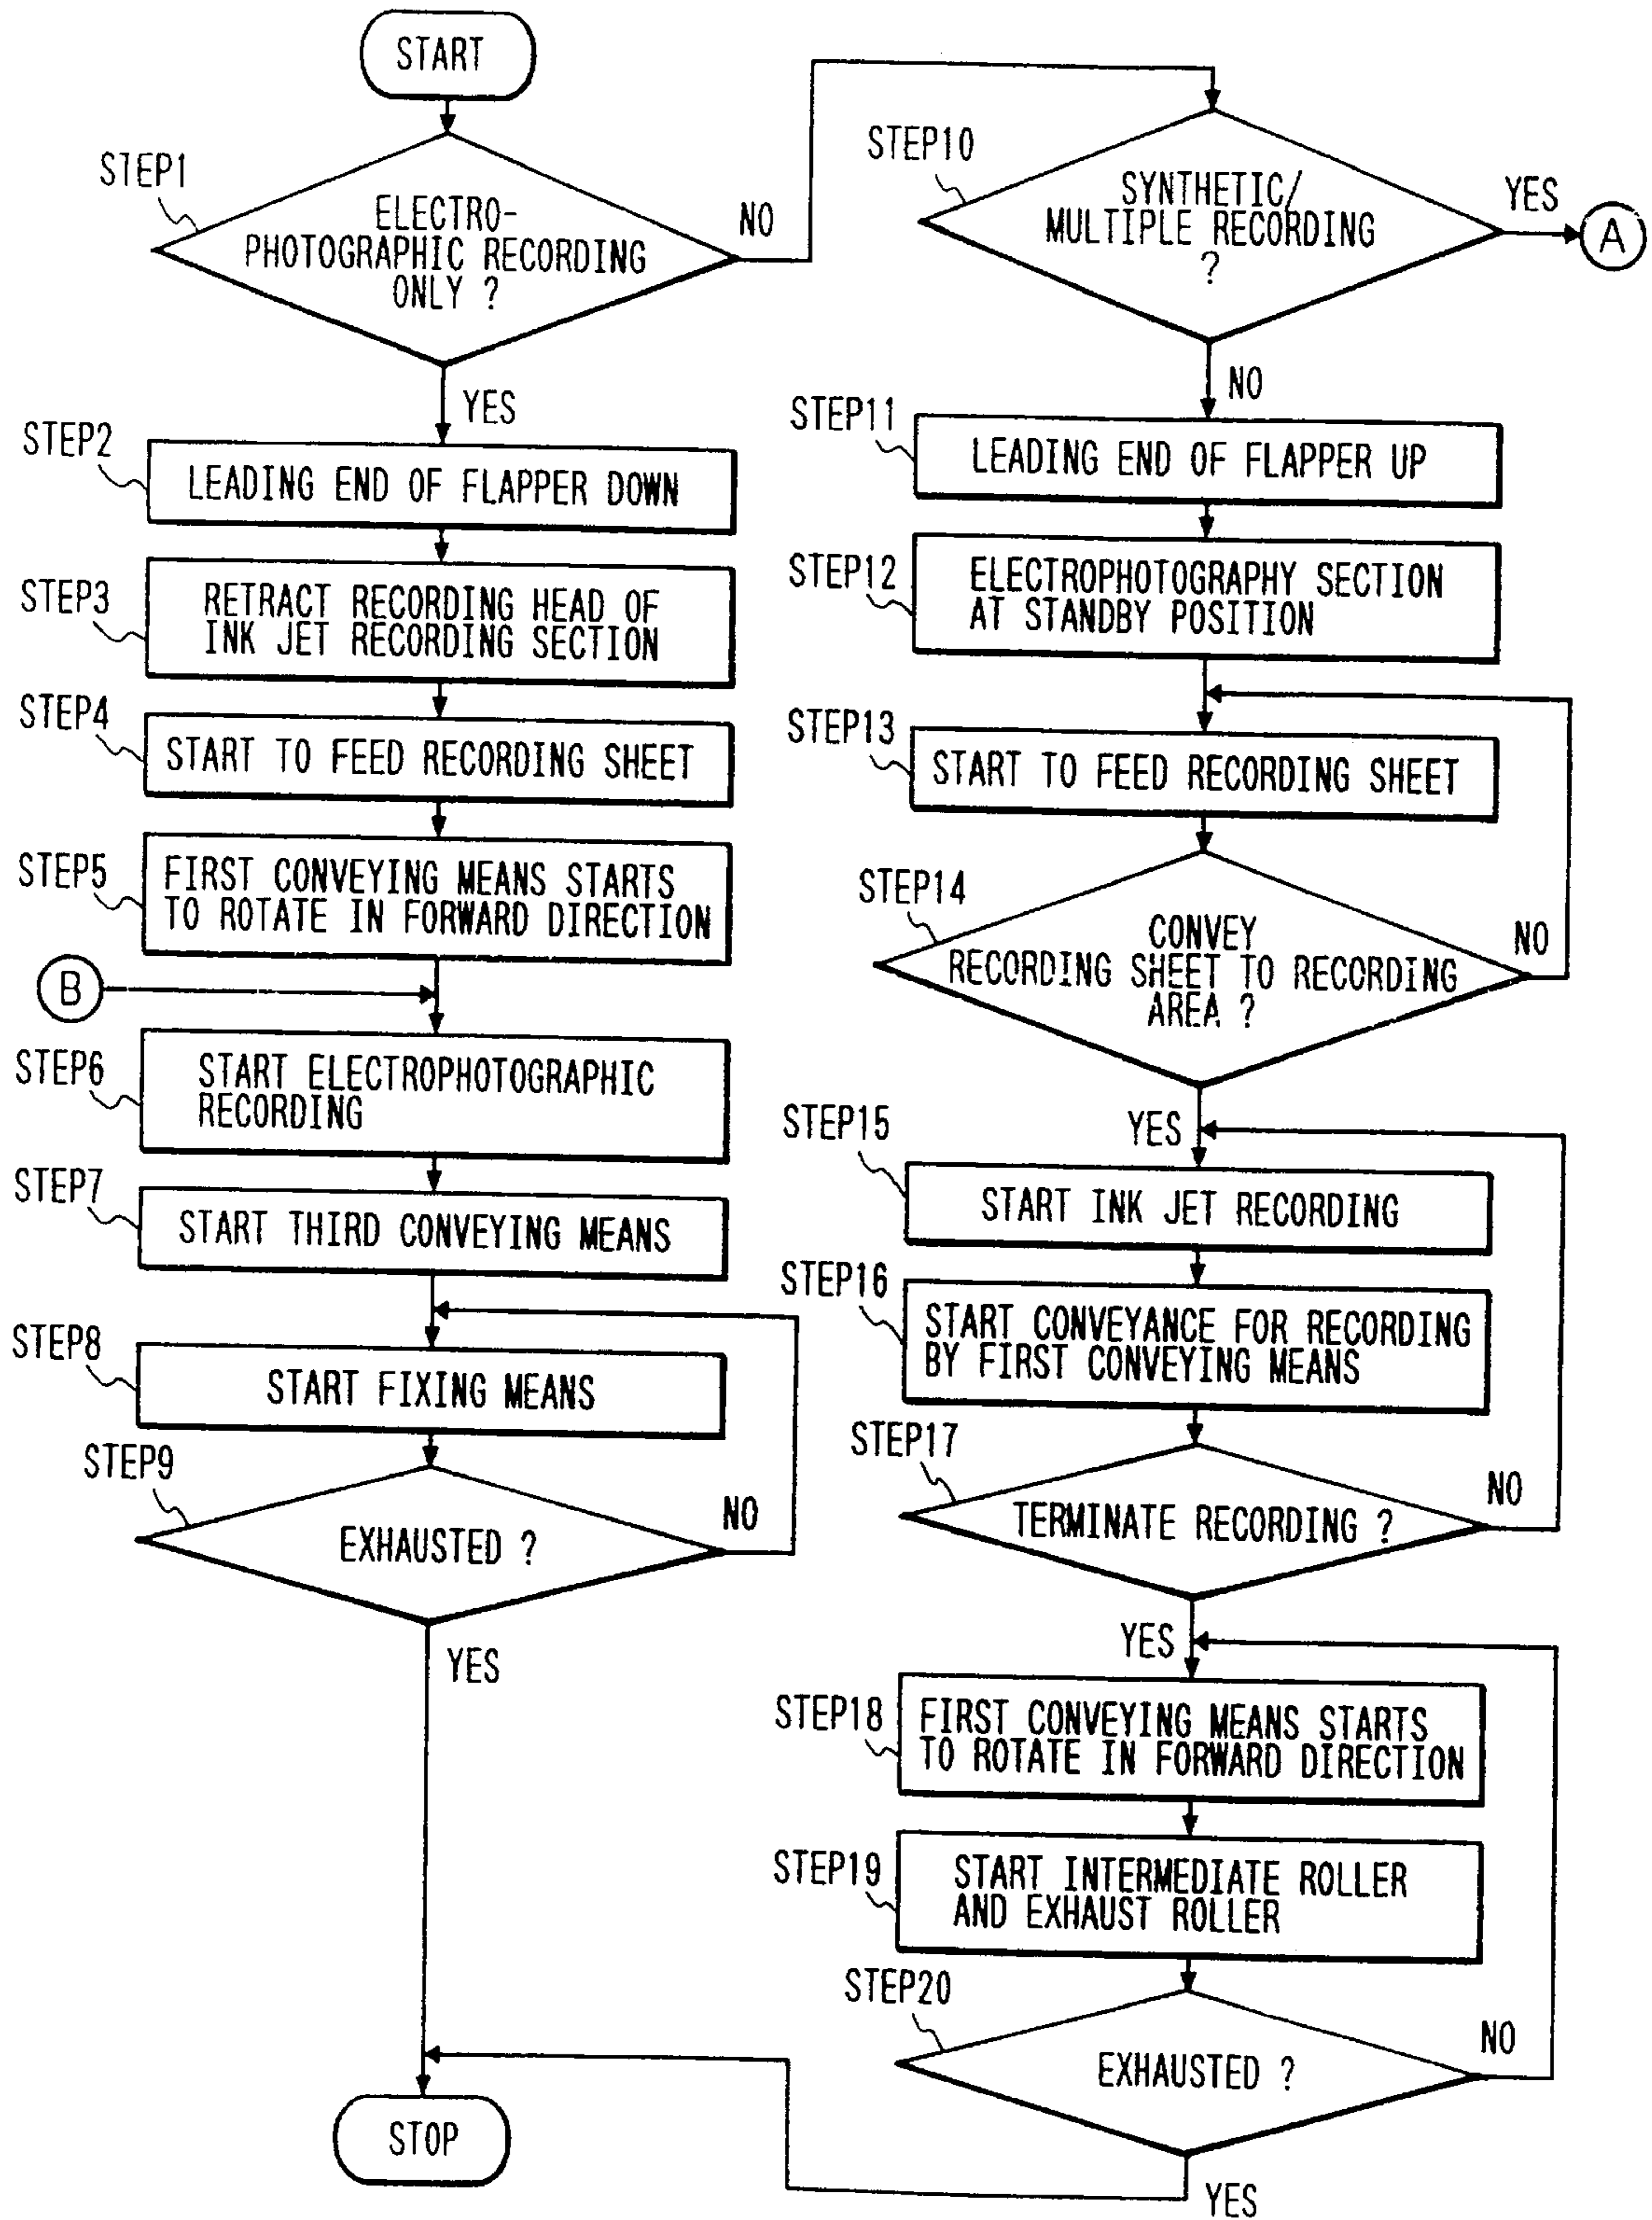 START
STEP1
ELECTRO-
PHOTOGRAPHIC RECORDING
ONLY ?
NO
YES
STEP2
LEADING END OF FLAPPER DOWN
STEP3
RETRACT RECORDING HEAD OF
INK JET RECORDING SECTION
STEP4
START TO FEED RECORDING SHEET
STEP5
FIRST CONVEYING MEANS STARTS
TO ROTATE IN FORWARD DIRECTION
B
STEP6
START ELECTROPHOTOGRAPHIC
RECORDING
STEP7
START THIRD CONVEYING MEANS
STEP8
START FIXING MEANS
STEP9
EXHAUSTED ?
NO
YES
STOP
STEP10
SYNTHETIC/
MULTIPLE RECORDING
?
YES
A
NO
STEP11
LEADING END OF FLAPPER UP
STEP12
ELECTROPHOTOGRAPHY SECTION
AT STANDBY POSITION
STEP13
START TO FEED RECORDING SHEET
STEP14
CONVEY
RECORDING SHEET TO RECORDING
AREA ?
NO
YES
STEP15
START INK JET RECORDING
STEP16
START CONVEYANCE FOR RECORDING
BY FIRST CONVEYING MEANS
STEP17
TERMINATE RECORDING ?
NO
YES
STEP18
FIRST CONVEYING MEANS STARTS
TO ROTATE IN FORWARD DIRECTION
STEP19
START INTERMEDIATE ROLLER
AND EXHAUST ROLLER
STEP20
EXHAUSTED ?
NO
YES